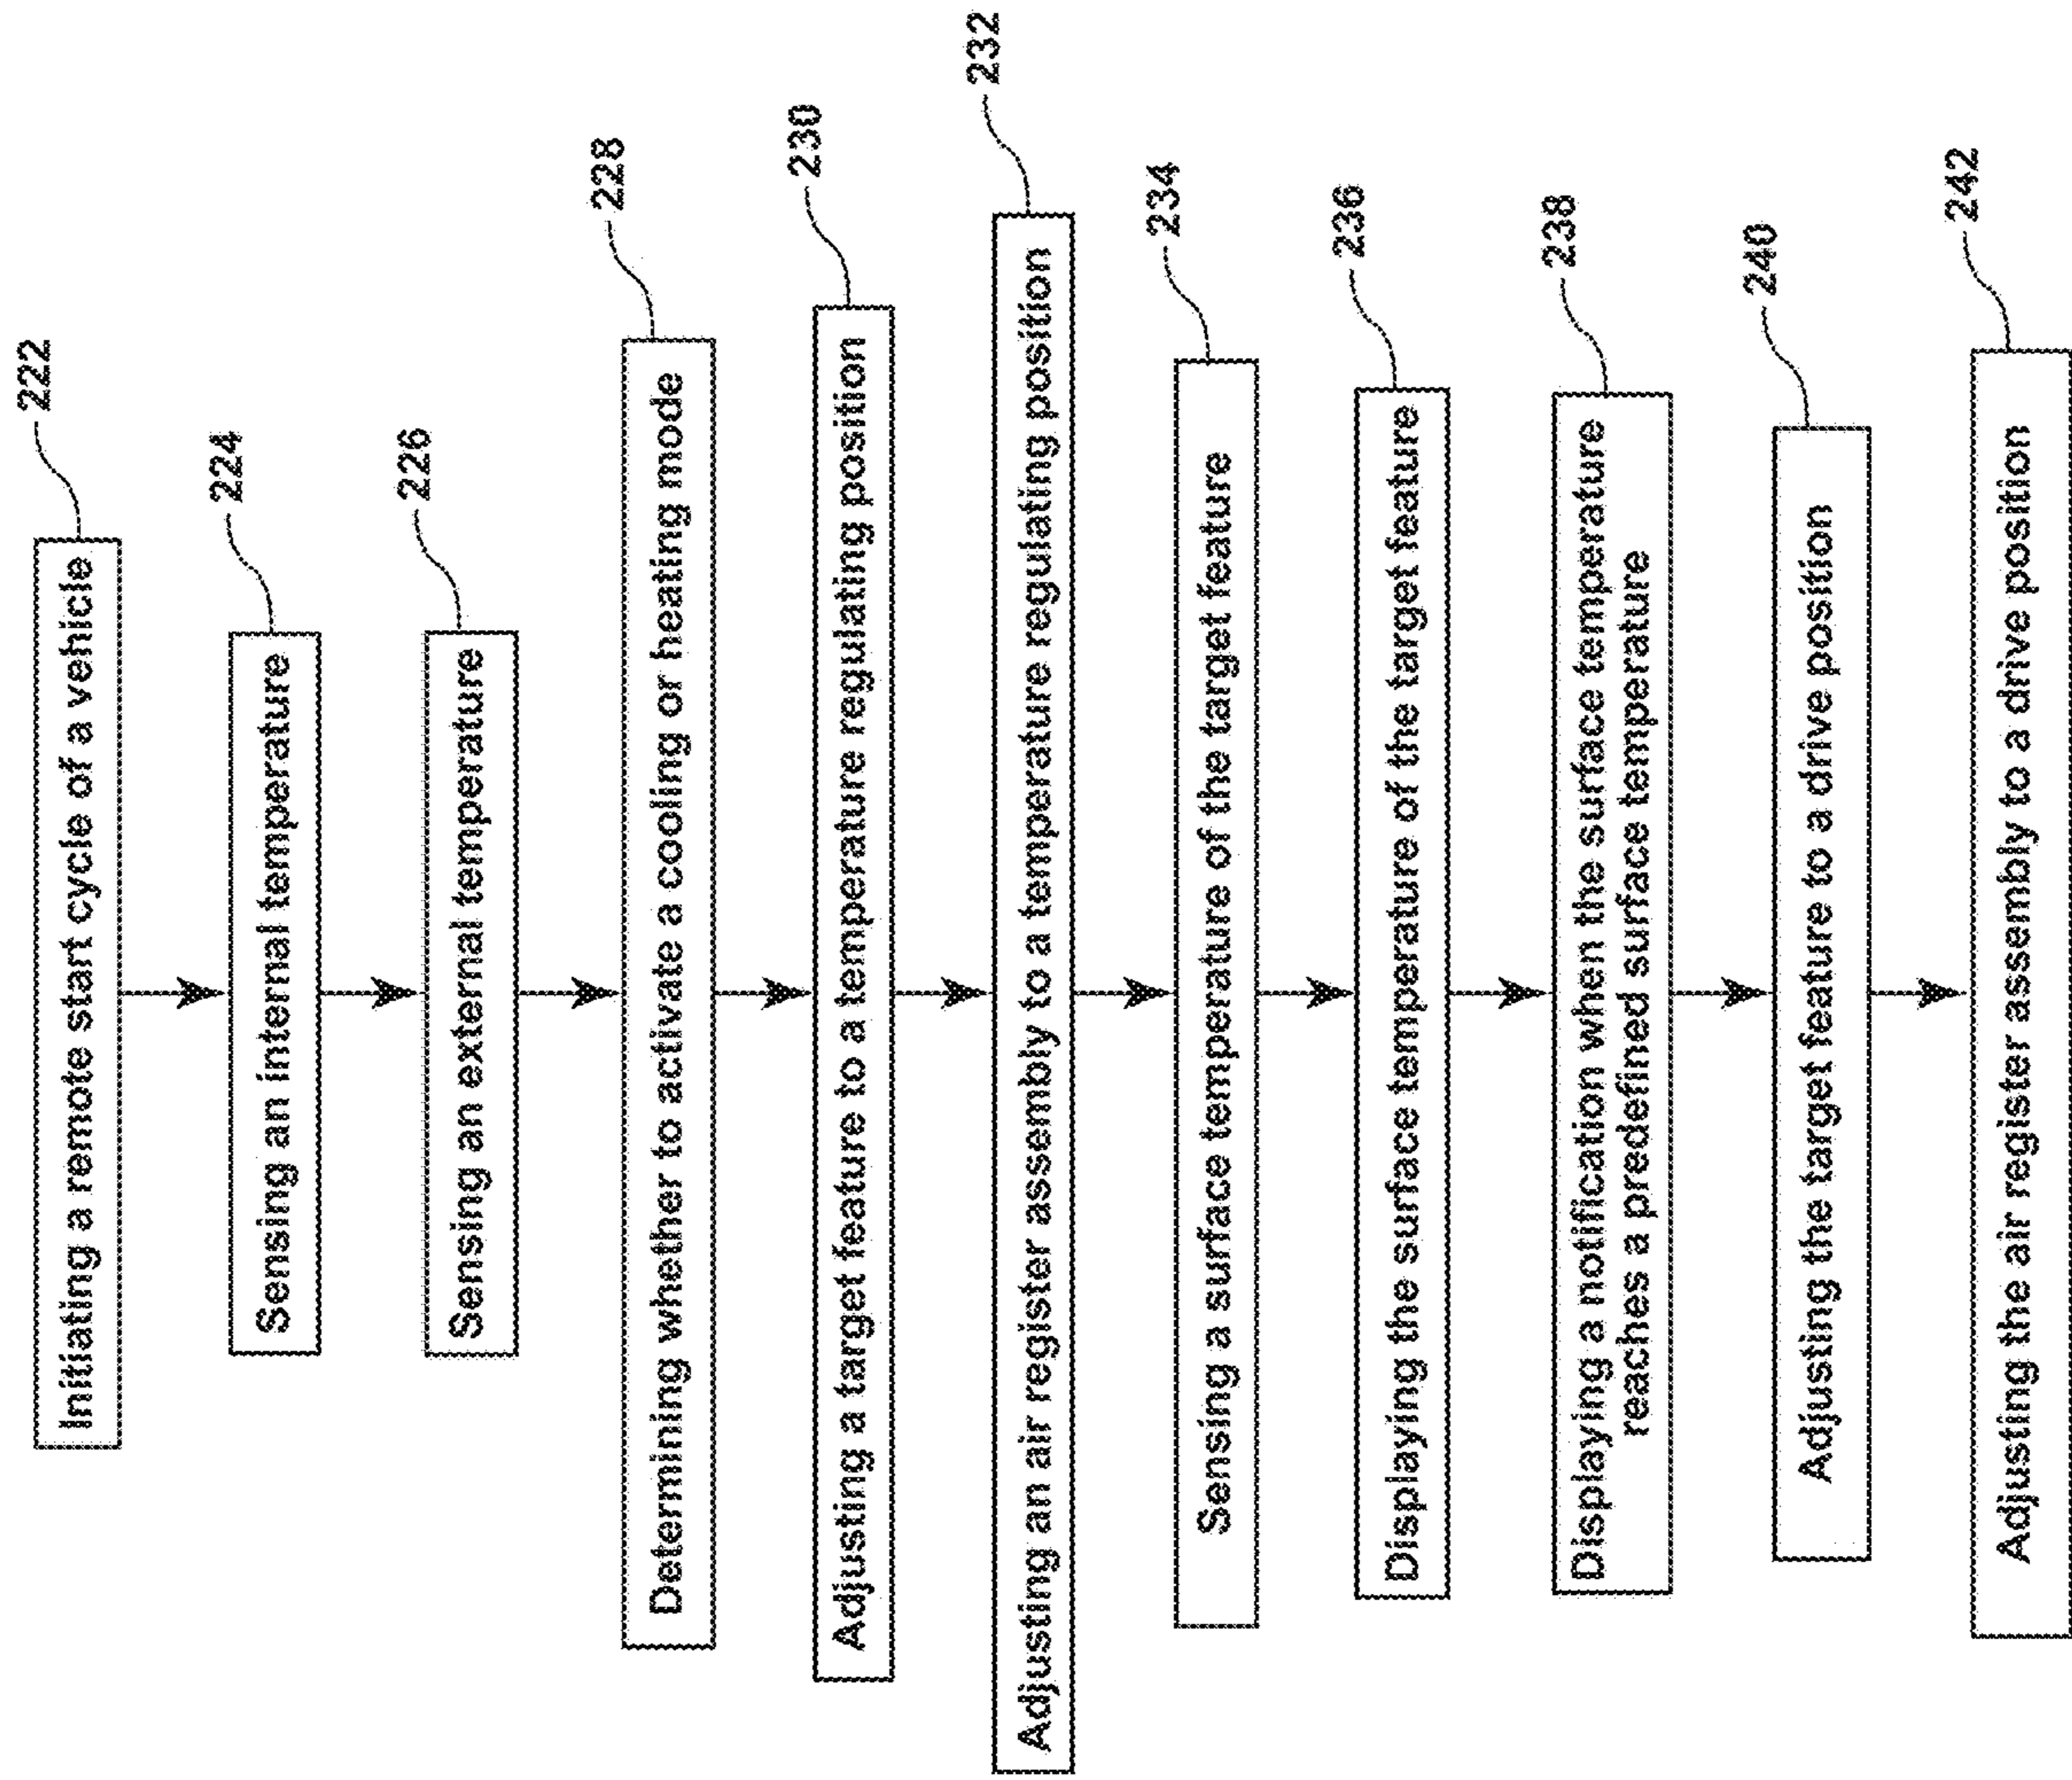 Initiating a remote start cycle of a vehicle
222
Sensing an internal temperature
224
Sensing an external temperature
226
Determining whether to activate a cooling or heating mode
228
Adjusting a target feature to a temperature regulating position
230
Adjusting an air register assembly to a temperature regulating position
232
Sensing a surface temperature of the target feature
234
Displaying the surface temperature of the target feature
236
Displaying a notification when the surface temperature
reaches a predefined surface temperature
238
Adjusting the target feature to a drive position
240
Adjusting the air register assembly to a drive position
242